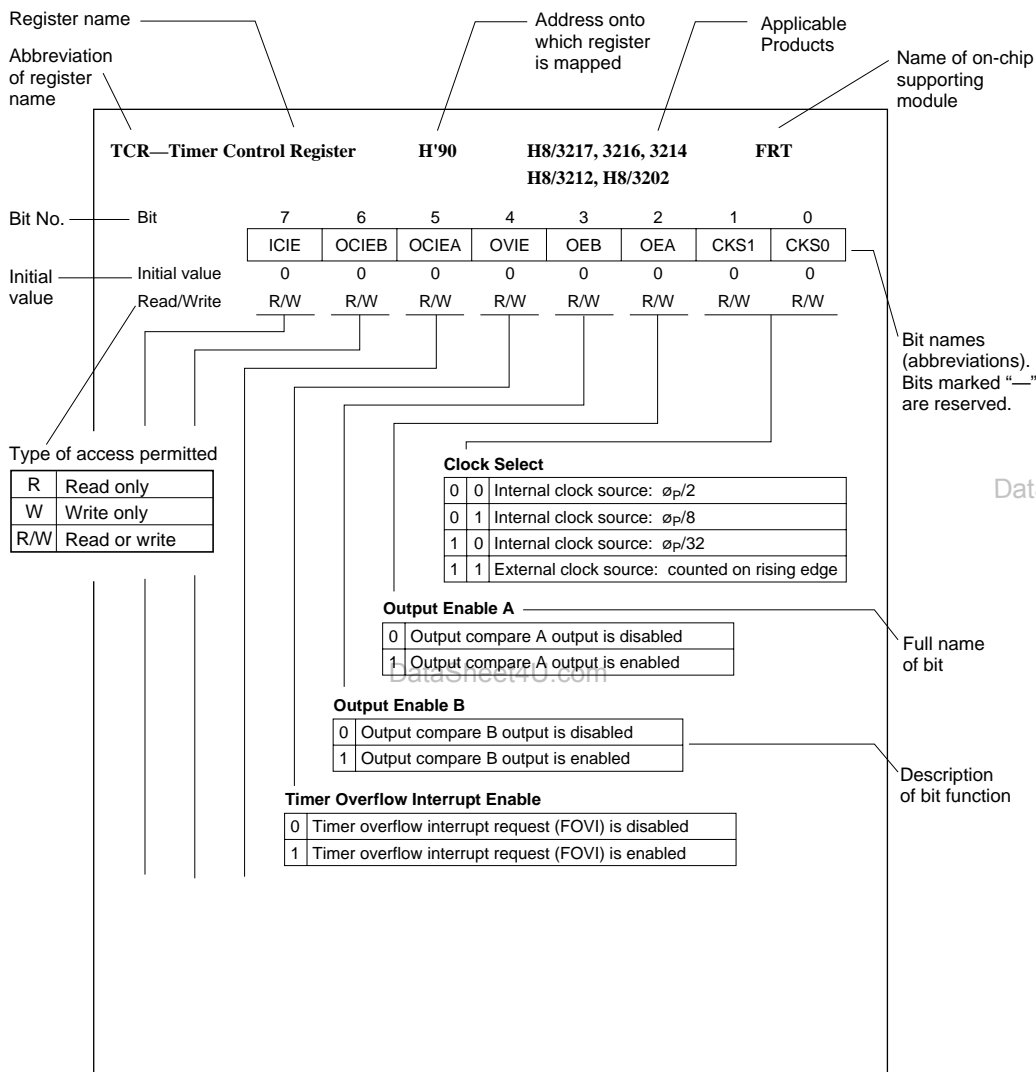 Register name
Abbreviation
of register
name
Address onto
which register
is mapped
Applicable
Products
Name of on-chip
supporting
module
TCR—Timer Control Register H'90 H8/3217, 3216, 3214 FRT
H8/3212, H8/3202
Bit No. Bit 7 6 5 4 3 2 1 0
ICIE OCIEB OCIEA OVIE OEB OEA CKS1 CKS0
Initial
value
Initial value 0 0 0 0 0 0 0 0
Read/Write R/W R/W R/W R/W R/W R/W R/W R/W
Bit names
(abbreviations).
Bits marked “—”
are reserved.
Type of access permitted
R Read only
W Write only
R/W Read or write
Clock Select
0 0 Internal clock source: øP/2
0 1 Internal clock source: øP/8
1 0 Internal clock source: øP/32
1 1 External clock source: counted on rising edge
Data
Output Enable A
0 Output compare A output is disabled
1 Output compare A output is enabled
Full name
of bit
DataSheet4U.com
Output Enable B
0 Output compare B output is disabled
1 Output compare B output is enabled
Description
of bit function
Timer Overflow Interrupt Enable
0 Timer overflow interrupt request (FOVI) is disabled
1 Timer overflow interrupt request (FOVI) is enabled